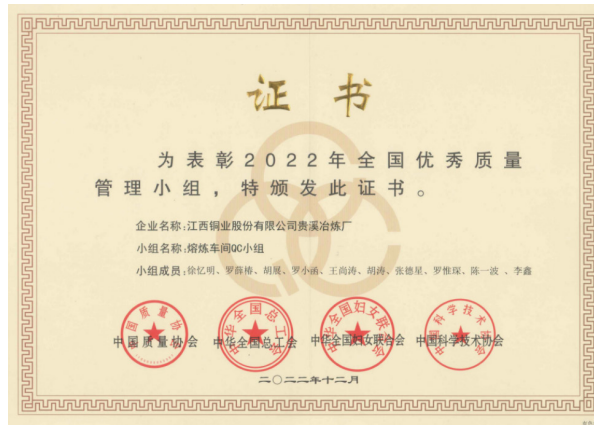 证书
为表彰2022年全国优秀质量
管理小组，特颁发此证书。
企业名称:江西铜业股份有限公司贵溪冶炼厂
小组名称:熔炼车间QC小组
小组成员:徐忆明、罗薛椿、胡展、罗小函、王尚涛、胡涛、张德星、罗惟琛、陈一波 、李鑫
中国质量协会 中华全国总工会 中华全国妇女联合会 中国科学技术协会
二〇二二年十二月